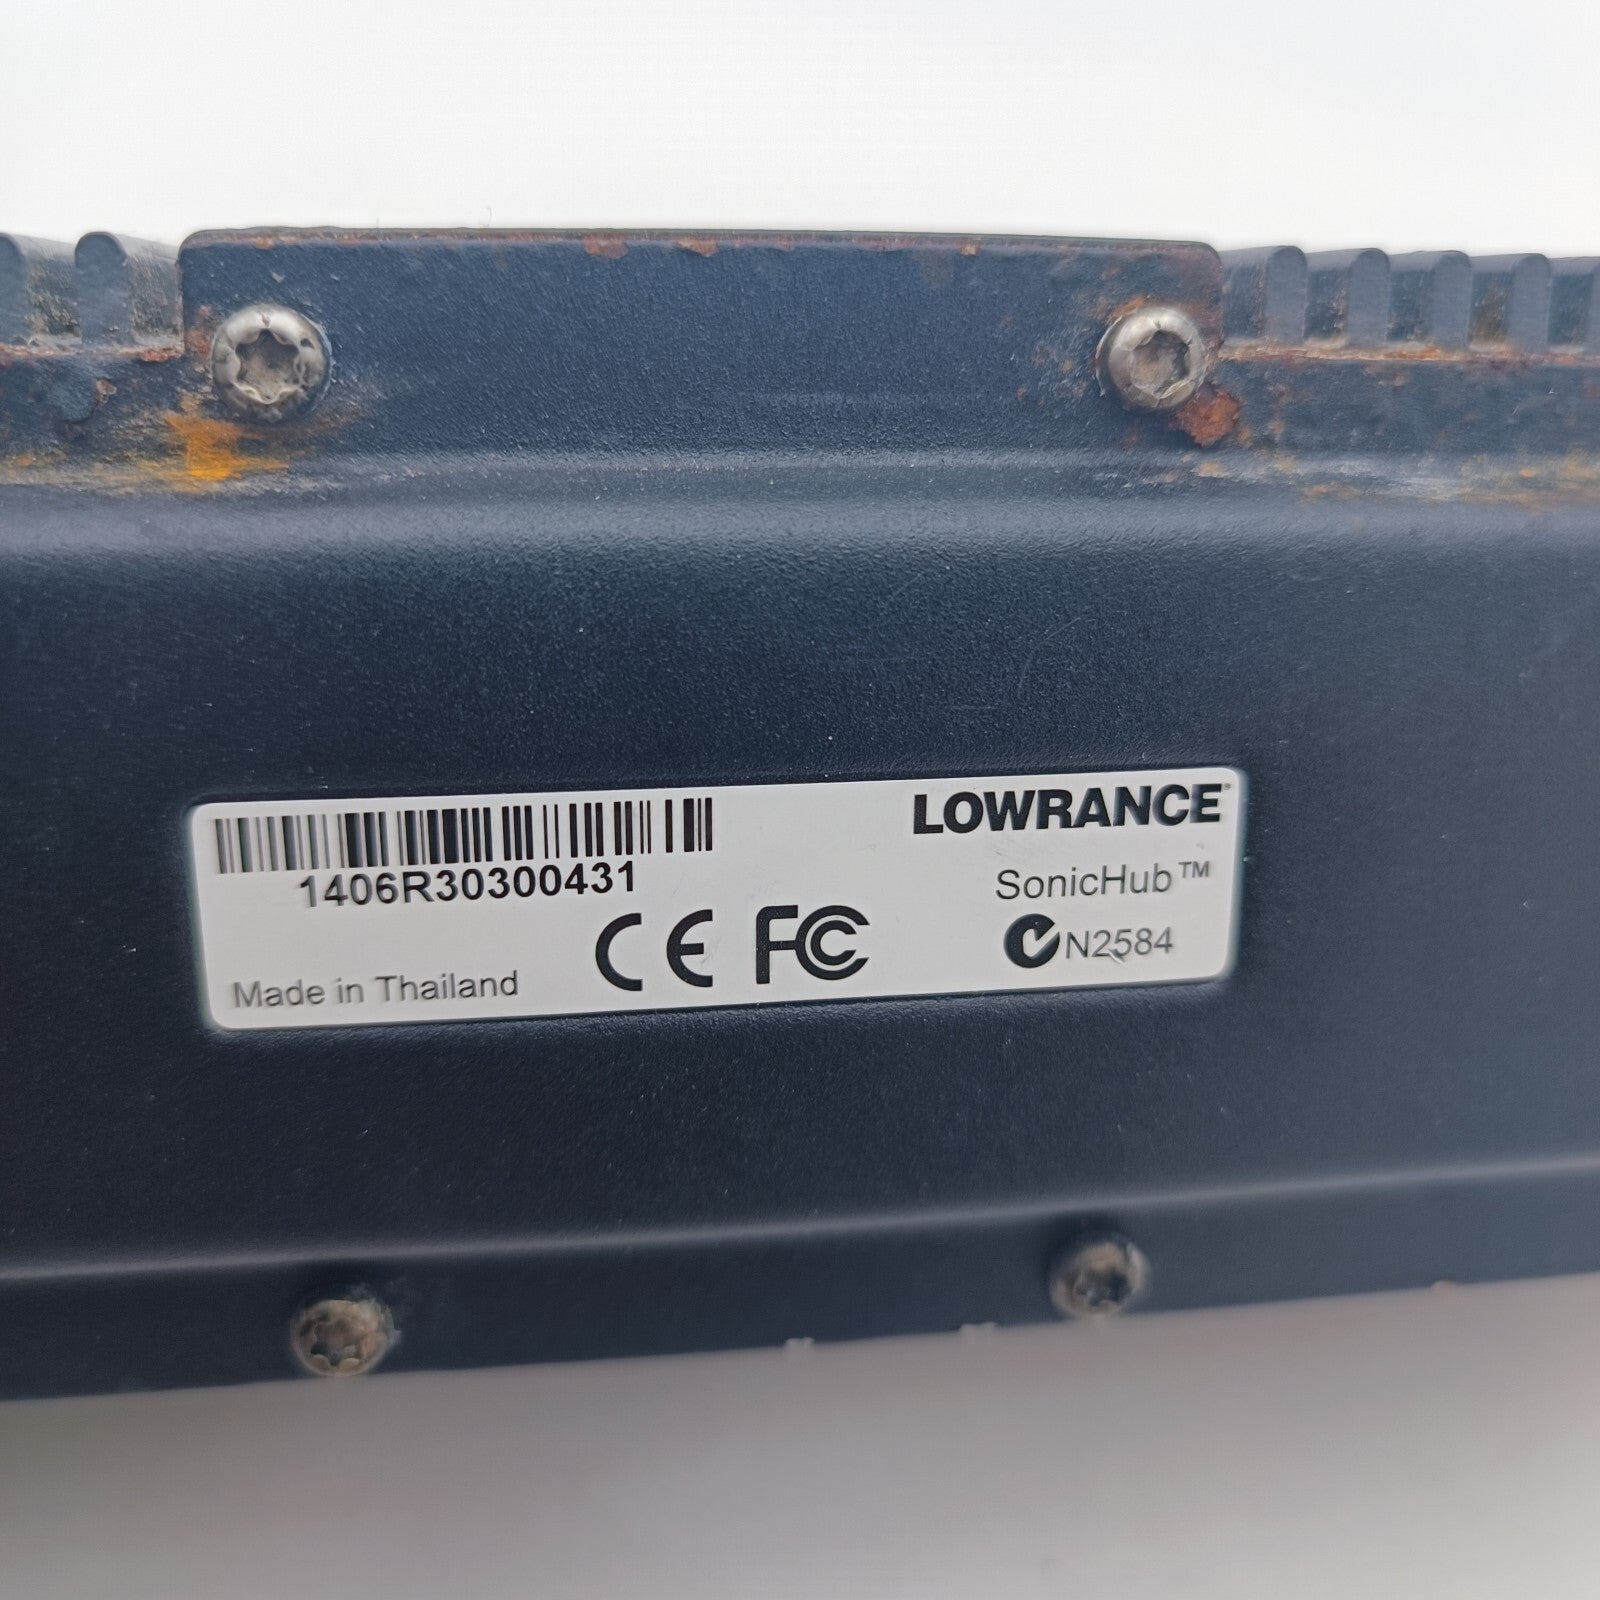 LOWRANCE®
1406R30300431
SonicHub™
CE FC N2584
Made in Thailand